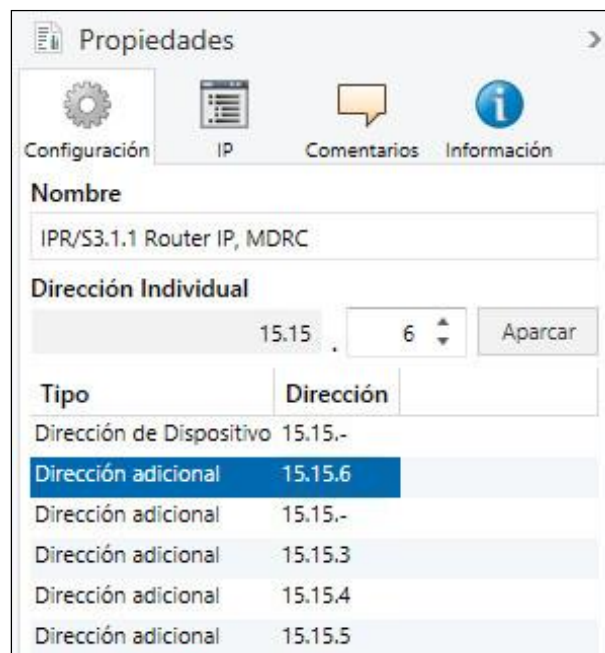 Propiedades
Configuración IP Comentarios Información
Nombre
IPR/S3.1.1 Router IP, MDRC
Dirección Individual
15.15 . 6 Aparcar
Tipo Dirección
Dirección de Dispositivo 15.15.-
Dirección adicional 15.15.6
Dirección adicional 15.15.-
Dirección adicional 15.15.3
Dirección adicional 15.15.4
Dirección adicional 15.15.5